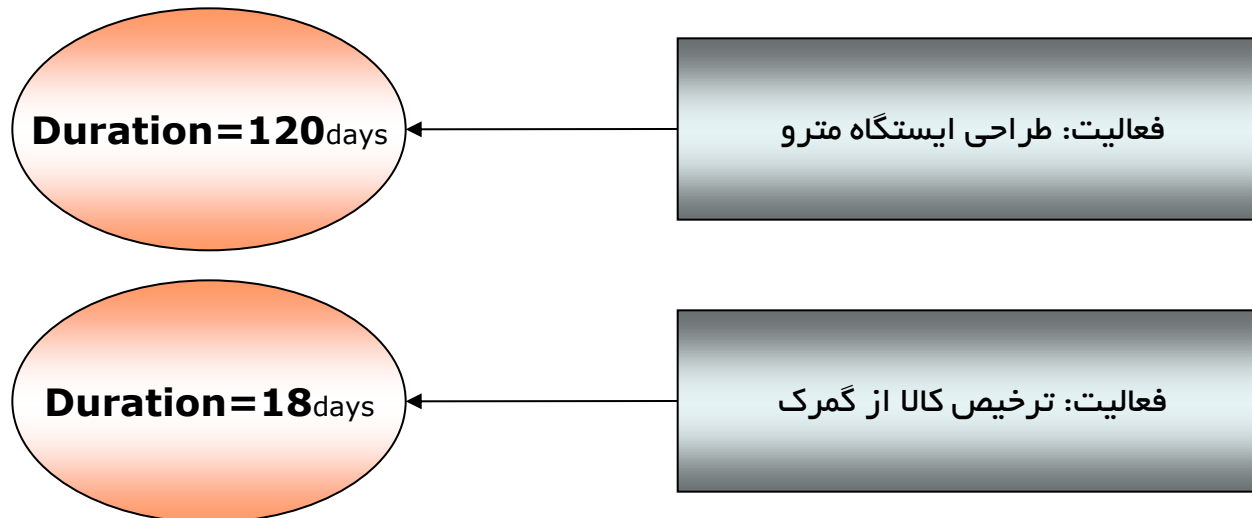 فعالیت: طراحی ایستگاه مترو
Duration=120days
فعالیت: ترخیص کالا از گمرک
Duration=18days